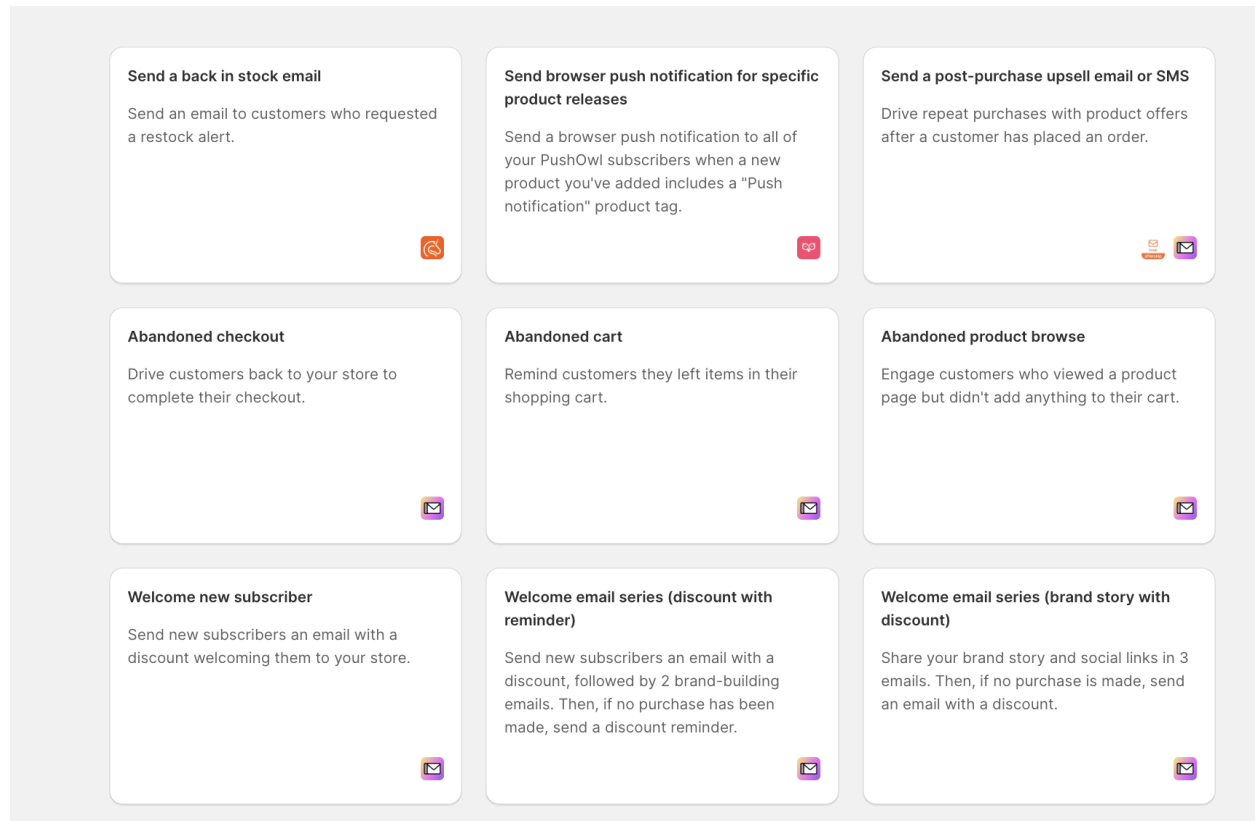 Send a back in stock email
Send an email to customers who requested
a restock alert.
Send browser push notification for specific
product releases
Send a browser push notification to all of
your PushOwl subscribers when a new
product you've added includes a "Push
notification" product tag.
Send a post-purchase upsell email or SMS
Drive repeat purchases with product offers
after a customer has placed an order.
Abandoned checkout
Drive customers back to your store to
complete their checkout.
Abandoned cart
Remind customers they left items in their
shopping cart.
Abandoned product browse
Engage customers who viewed a product
page but didn't add anything to their cart.
Welcome new subscriber
Send new subscribers an email with a
discount welcoming them to your store.
Welcome email series (discount with
reminder)
Send new subscribers an email with a
discount, followed by 2 brand-building
emails. Then, if no purchase has been
made, send a discount reminder.
Welcome email series (brand story with
discount)
Share your brand story and social links in 3
emails. Then, if no purchase is made, send
an email with a discount.